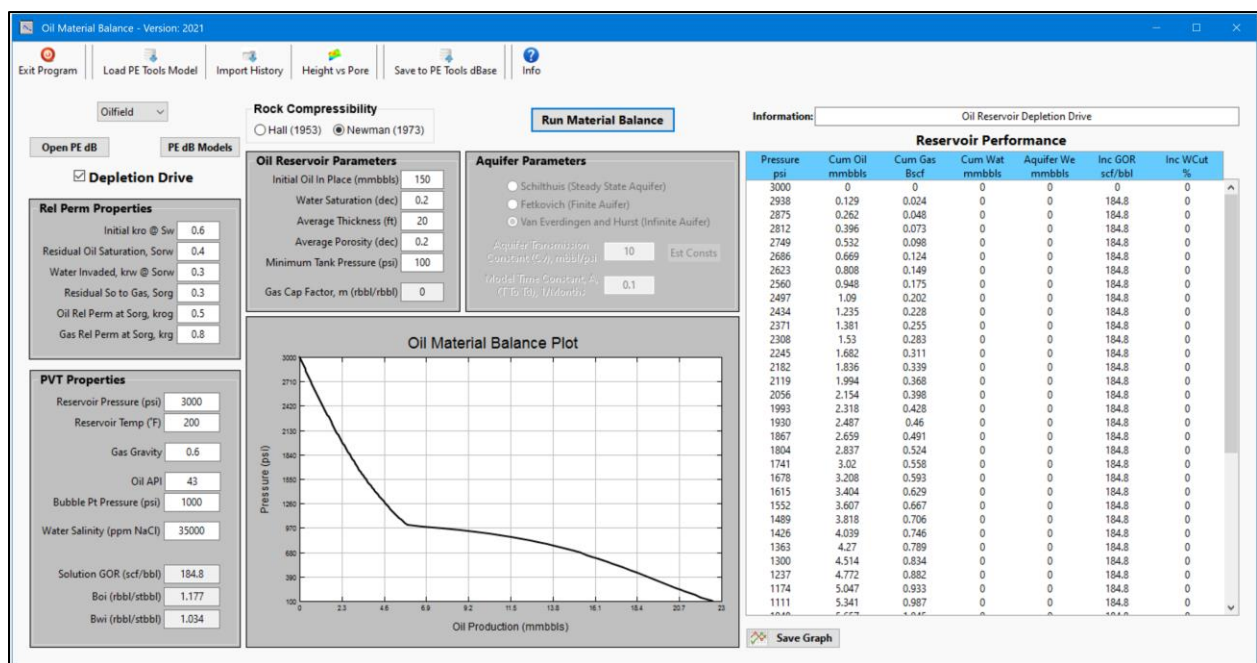 Oil Material Balance - Version: 2021
Exit Program Load PE Tools Model Import History Height vs Pore Save to PE Tools dBase Info
Oilfield
Open PE dB PE dB Models
Depletion Drive
Rel Perm Properties
Initial kro @ Sw 0.6
Residual Oil Saturation, Sorw 0.4
Water Invaded, krw @ Sorw 0.3
Residual So to Gas, Sorg 0.3
Oil Rel Perm at Sorg, krog 0.5
Gas Rel Perm at Sorg, krg 0.8
PVT Properties
Reservoir Pressure (psi) 3000
Reservoir Temp (°F) 200
Gas Gravity 0.6
Oil API 43
Bubble Pt Pressure (psi) 1000
Water Salinity (ppm NaCl) 35000
Solution GOR (scf/bbl) 184.8
Boi (rbbl/stbbl) 1.177
Bwi (rbbl/stbbl) 1.034
Rock Compressibility
Hall (1953) Newman (1973)
Oil Reservoir Parameters
Initial Oil In Place (mmbbls) 150
Water Saturation (dec) 0.2
Average Thickness (ft) 20
Average Porosity (dec) 0.2
Minimum Tank Pressure (psi) 100
Gas Cap Factor, m (rbbl/rbbl) 0
Run Material Balance
Aquifer Parameters
Schilthuis (Steady State Aquifer)
Fetkovich (Finite Auifer)
Van Everdingen and Hurst (Infinite Auifer)
Aquifer Transmission
Constant (Cv), mbbl/psi 10 Est Consts
Model Time Constant, A,
(T To Td), 1/Months 0.1
Oil Material Balance Plot
Pressure (psi)
3000
2710
2420
2130
1840
1550
1260
970
680
390
100
0 2.3 4.6 6.9 9.2 11.5 13.8 16.1 18.4 20.7 23
Oil Production (mmbbls)
Information: Oil Reservoir Depletion Drive
Reservoir Performance
Pressure Cum Oil Cum Gas Cum Wat Aquifer We Inc GOR Inc WCut
psi mmbbls Bscf mmbbls mmbbls scf/bbl %
3000 0 0 0 0 0 0
2938 0.129 0.024 0 0 184.8 0
2875 0.262 0.048 0 0 184.8 0
2812 0.396 0.073 0 0 184.8 0
2749 0.532 0.098 0 0 184.8 0
2686 0.669 0.124 0 0 184.8 0
2623 0.808 0.149 0 0 184.8 0
2560 0.948 0.175 0 0 184.8 0
2497 1.09 0.202 0 0 184.8 0
2434 1.235 0.228 0 0 184.8 0
2371 1.381 0.255 0 0 184.8 0
2308 1.53 0.283 0 0 184.8 0
2245 1.682 0.311 0 0 184.8 0
2182 1.836 0.339 0 0 184.8 0
2119 1.994 0.368 0 0 184.8 0
2056 2.154 0.398 0 0 184.8 0
1993 2.318 0.428 0 0 184.8 0
1930 2.487 0.46 0 0 184.8 0
1867 2.659 0.491 0 0 184.8 0
1804 2.837 0.524 0 0 184.8 0
1741 3.02 0.558 0 0 184.8 0
1678 3.208 0.593 0 0 184.8 0
1615 3.404 0.629 0 0 184.8 0
1552 3.607 0.667 0 0 184.8 0
1489 3.818 0.706 0 0 184.8 0
1426 4.039 0.746 0 0 184.8 0
1363 4.27 0.789 0 0 184.8 0
1300 4.514 0.834 0 0 184.8 0
1237 4.772 0.882 0 0 184.8 0
1174 5.047 0.933 0 0 184.8 0
1111 5.341 0.987 0 0 184.8 0
Save Graph